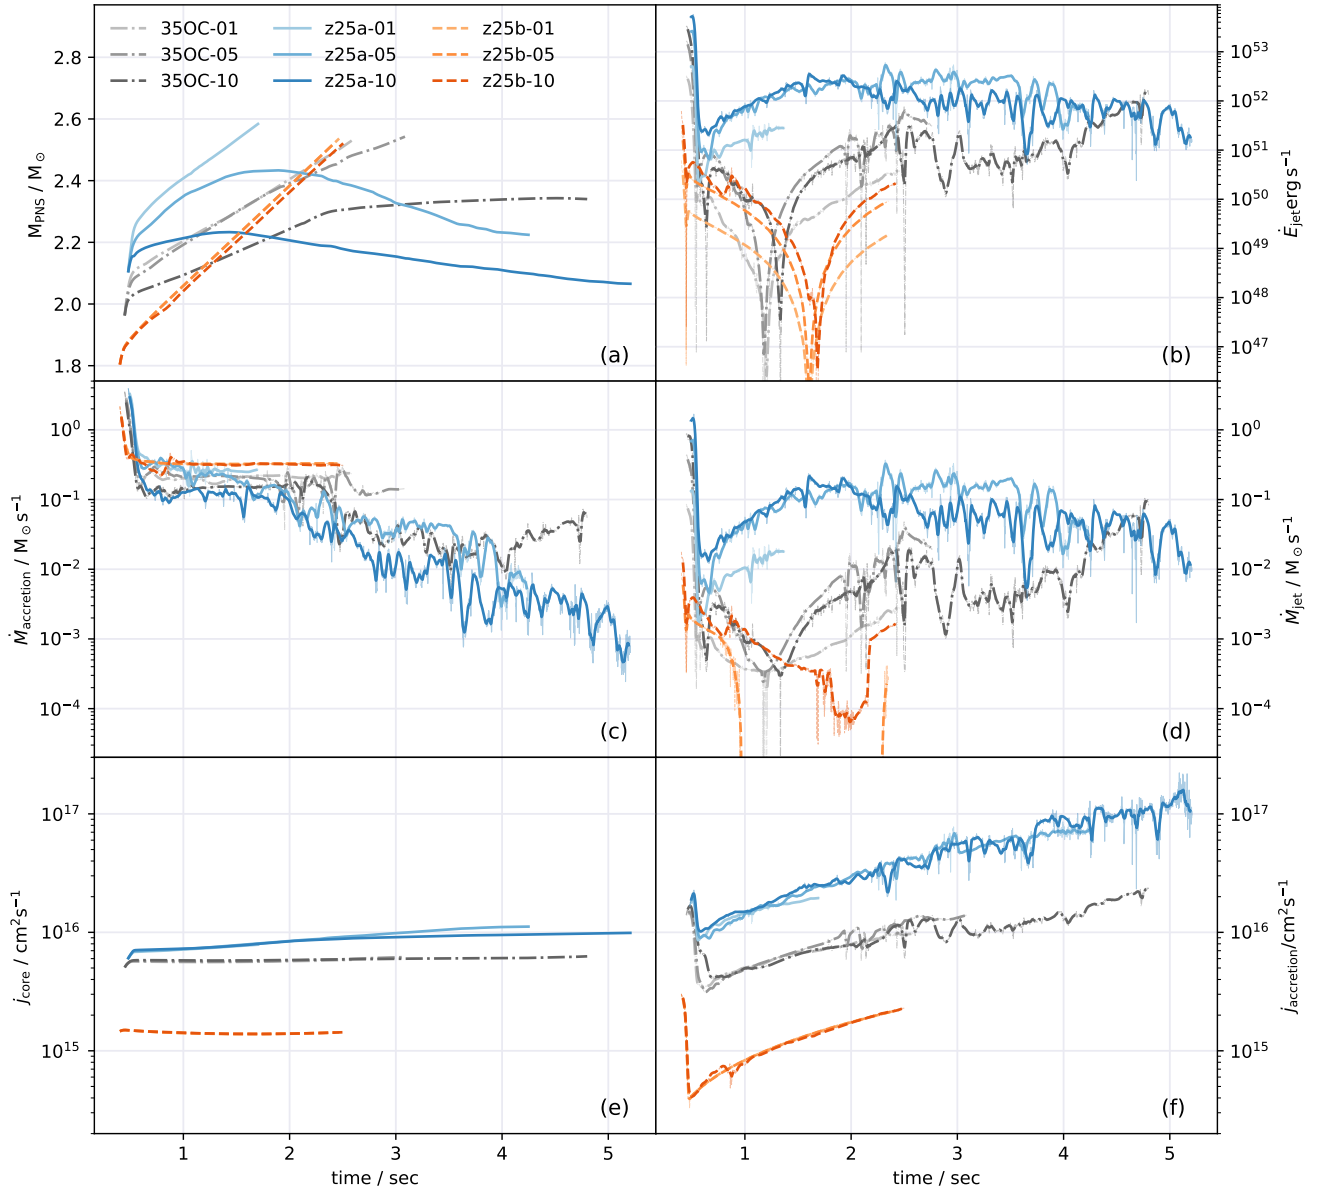 35OC-01 z25a-01 z25b-01
35OC-05 z25a-05 z25b-05
35OC-10 z25a-10 z25b-10
M_PNS / M_⊙
2.8
2.6
2.4
2.2
2.0
1.8
(a)
10^53
10^52
10^51
10^50
10^49
10^48
10^47
Ė_jet erg s^−1
(b)
Ṁ_accretion / M_⊙ s^−1
10^0
10^−1
10^−2
10^−3
10^−4
(c)
10^0
10^−1
10^−2
10^−3
10^−4
Ṁ_jet / M_⊙ s^−1
(d)
j_core / cm^2 s^−1
10^17
10^16
10^15
(e)
1 2 3 4 5
time / sec
10^17
10^16
10^15
j_accretion/cm^2 s^−1
(f)
1 2 3 4 5
time / sec